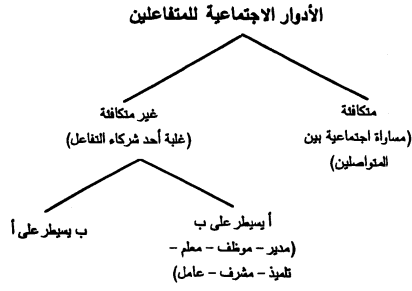 الأدوار الاجتماعية للمتفاعلين
متكافئة
(مساراة اجتماعية بين
المتواصلين)
غير متكافئة
(غلبة أحد شركاء التفاعل)
أ يسيطر على ب
(مدير – موظف – معلم –
تلميذ – مشرف – عامل)
ب يسيطر على أ